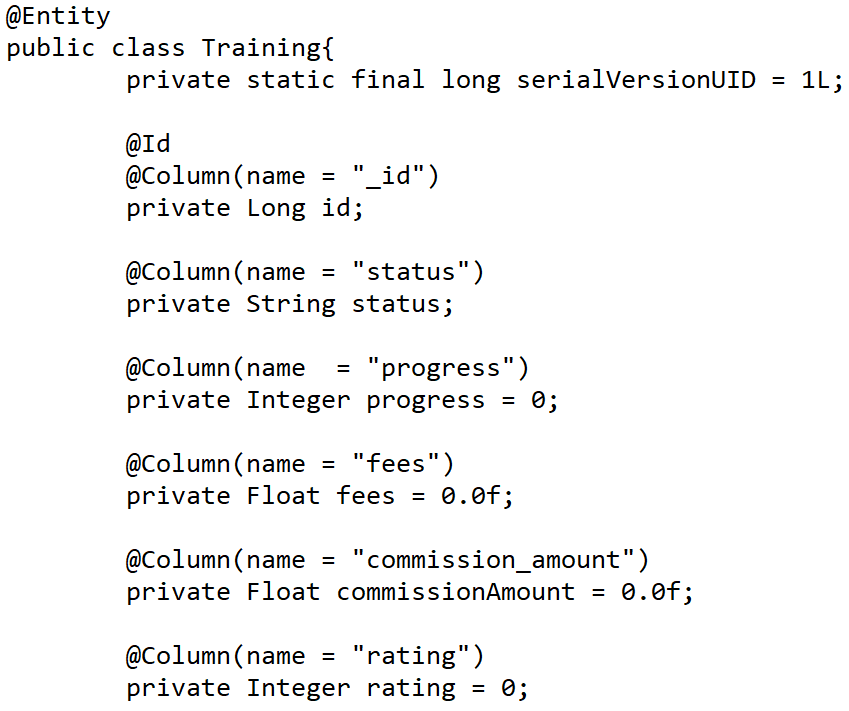 @Entity
public class Training{
private static final long serialVersionUID = 1L;
@Id
@Column(name = "_id")
private Long id;
@Column(name = "status")
private String status;
@Column(name  = "progress")
private Integer progress = 0;
@Column(name = "fees")
private Float fees = 0.0f;
@Column(name = "commission_amount")
private Float commissionAmount = 0.0f;
@Column(name = "rating")
private Integer rating = 0;